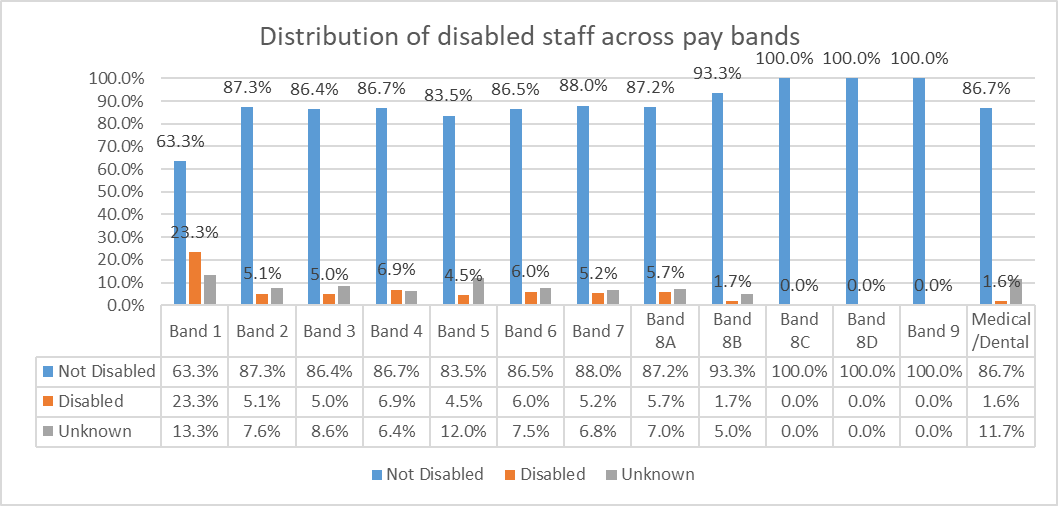 Distribution of disabled staff across pay bands
100.0%
90.0%
80.0%
70.0%
60.0%
50.0%
40.0%
30.0%
20.0%
10.0%
0.0%
63.3% 87.3% 86.4% 86.7% 83.5% 86.5% 88.0% 87.2% 93.3% 100.0% 100.0% 100.0% 86.7%
23.3% 5.1% 5.0% 6.9% 4.5% 6.0% 5.2% 5.7% 1.7% 0.0% 0.0% 0.0% 1.6%
Band 1 Band 2 Band 3 Band 4 Band 5 Band 6 Band 7 Band Band Band Band Band 9 Medical
8A 8B 8C 8D /Dental
Not Disabled 63.3% 87.3% 86.4% 86.7% 83.5% 86.5% 88.0% 87.2% 93.3% 100.0% 100.0% 100.0% 86.7%
Disabled 23.3% 5.1% 5.0% 6.9% 4.5% 6.0% 5.2% 5.7% 1.7% 0.0% 0.0% 0.0% 1.6%
Unknown 13.3% 7.6% 8.6% 6.4% 12.0% 7.5% 6.8% 7.0% 5.0% 0.0% 0.0% 0.0% 11.7%
Not Disabled Disabled Unknown